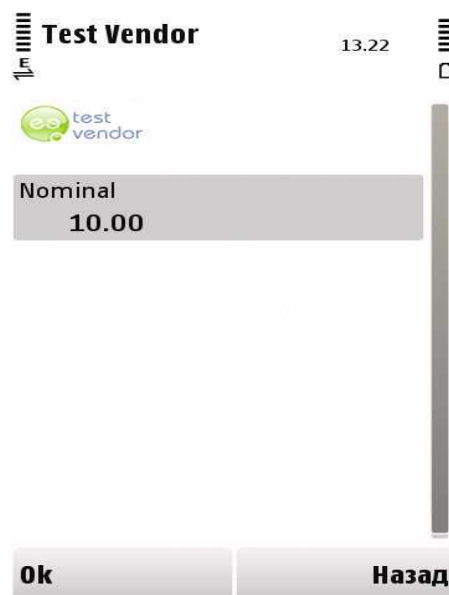 Test Vendor
13.22
E
test
vendor
Nominal
10.00
Ok
Назад